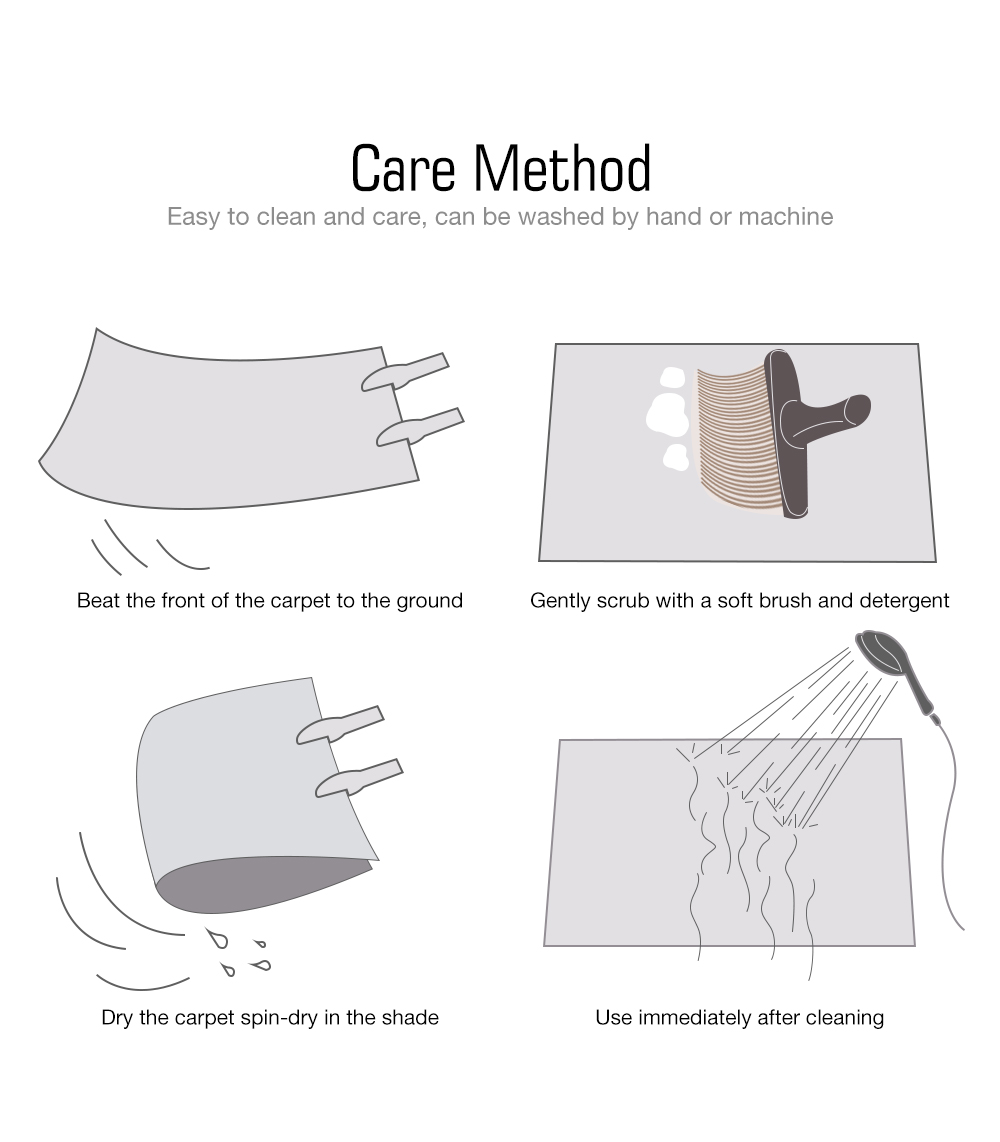 Care Method
Easy to clean and care, can be washed by hand or machine
Beat the front of the carpet to the ground
Gently scrub with a soft brush and detergent
Dry the carpet spin-dry in the shade
Use immediately after cleaning